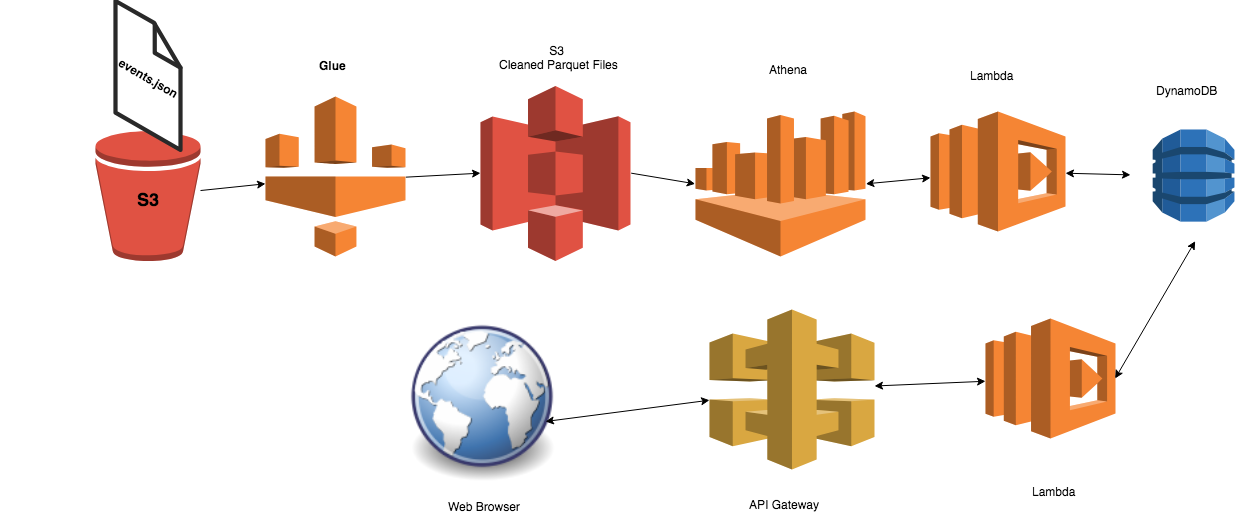 events.json
S3
Glue
S3
Cleaned Parquet Files
Athena
Lambda
DynamoDB
Web Browser
API Gateway
Lambda